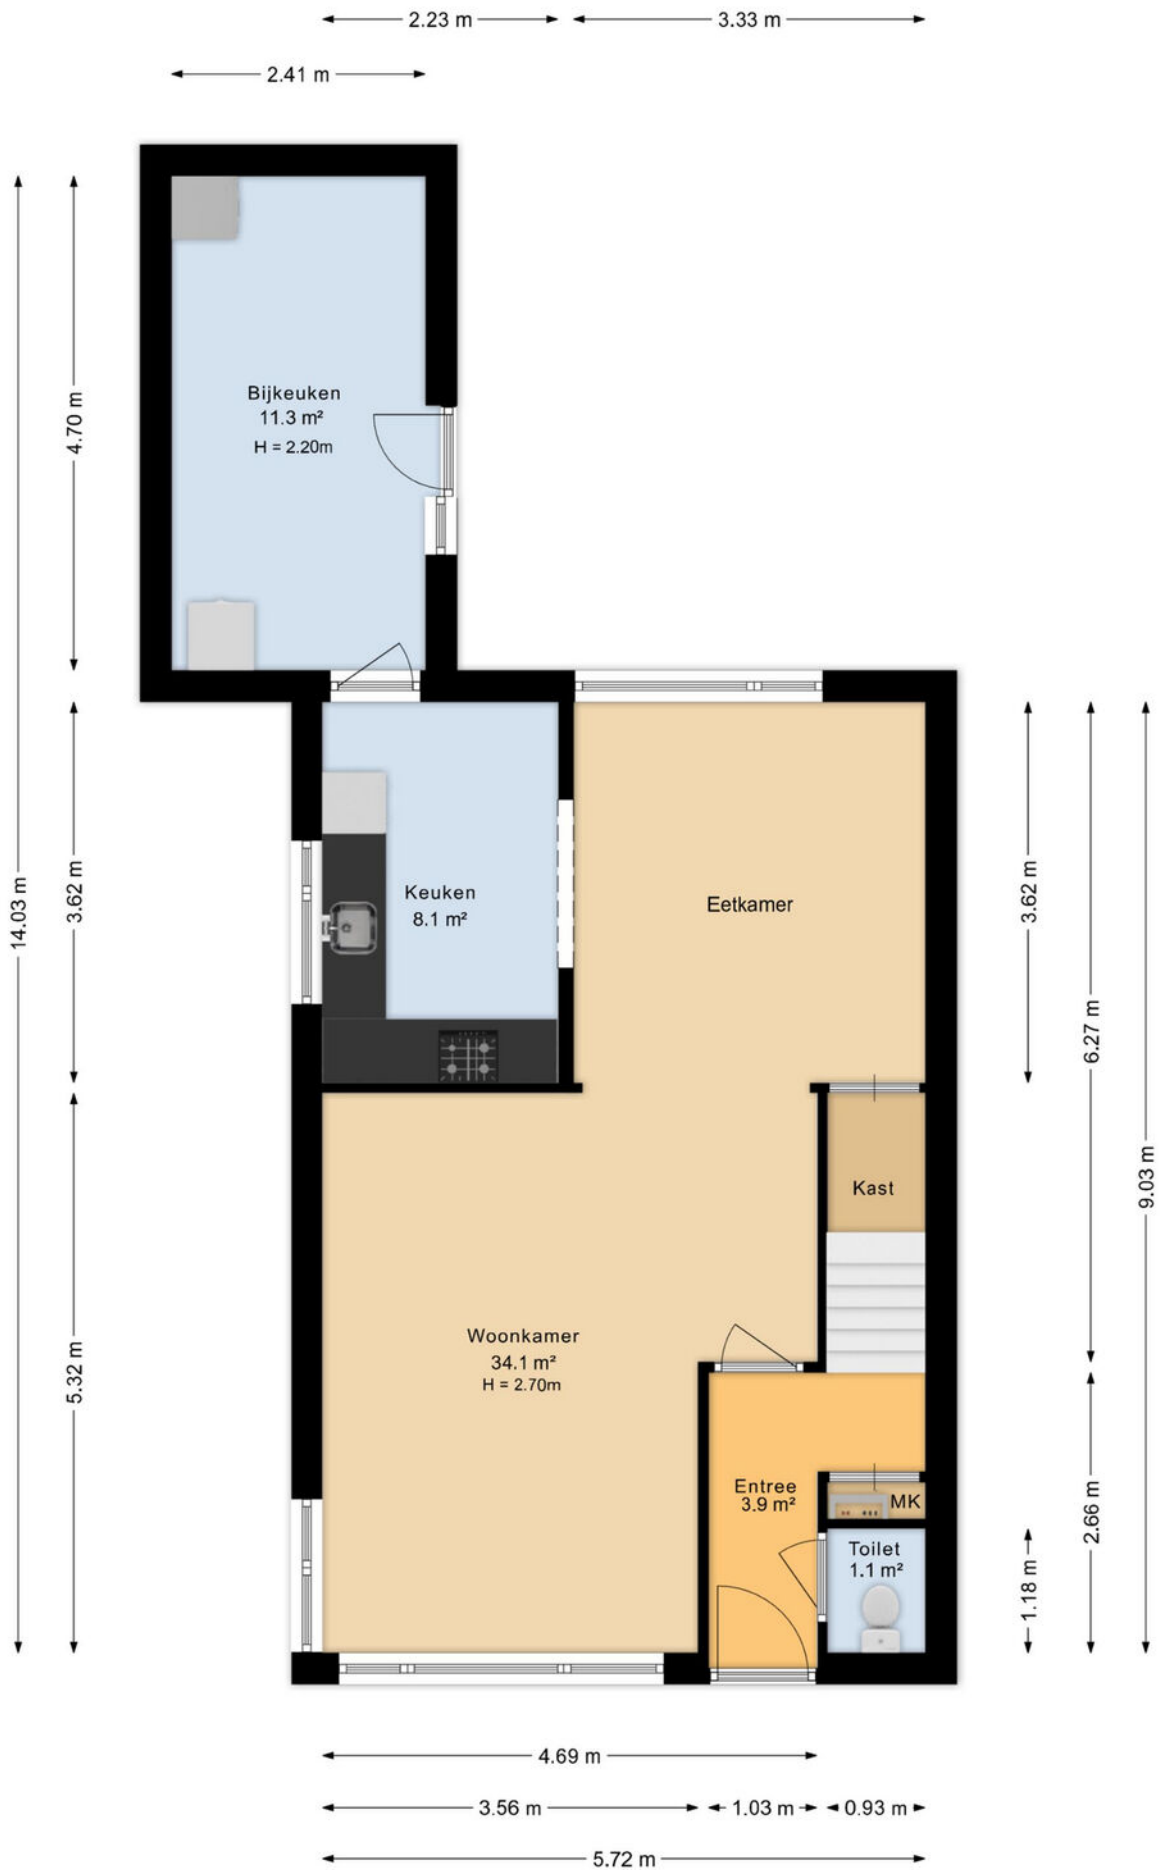 2.23 m
3.33 m
2.41 m
Bijkeuken
11.3 m²
H = 2.20m
4.70 m
14.03 m
3.62 m
Keuken
8.1 m²
Eetkamer
3.62 m
6.27 m
9.03 m
Kast
5.32 m
Woonkamer
34.1 m²
H = 2.70m
Entree
3.9 m²
MK
Toilet
1.1 m²
2.66 m
1.18 m
4.69 m
3.56 m
1.03 m
0.93 m
5.72 m